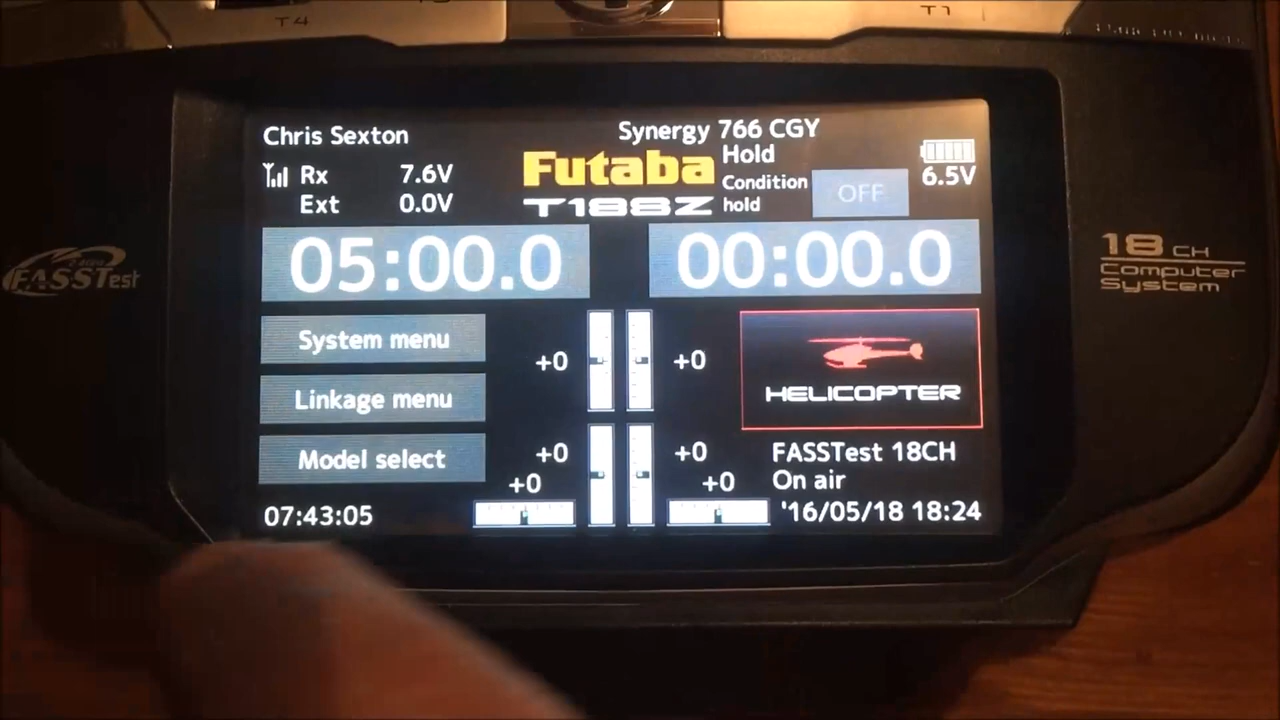 T4
T1
Chris Sexton
Synergy 766 CGY
Rx 7.6V
Ext 0.0V
Futaba
T18SZ
Hold
Condition
hold
OFF
6.5V
05:00.0
00:00.0
FASSTest
18 CH
Computer
System
System menu
Linkage menu
Model select
+0
+0
+0
+0
+0
+0
HELICOPTER
FASSTest 18CH
On air
07:43:05
'16/05/18 18:24